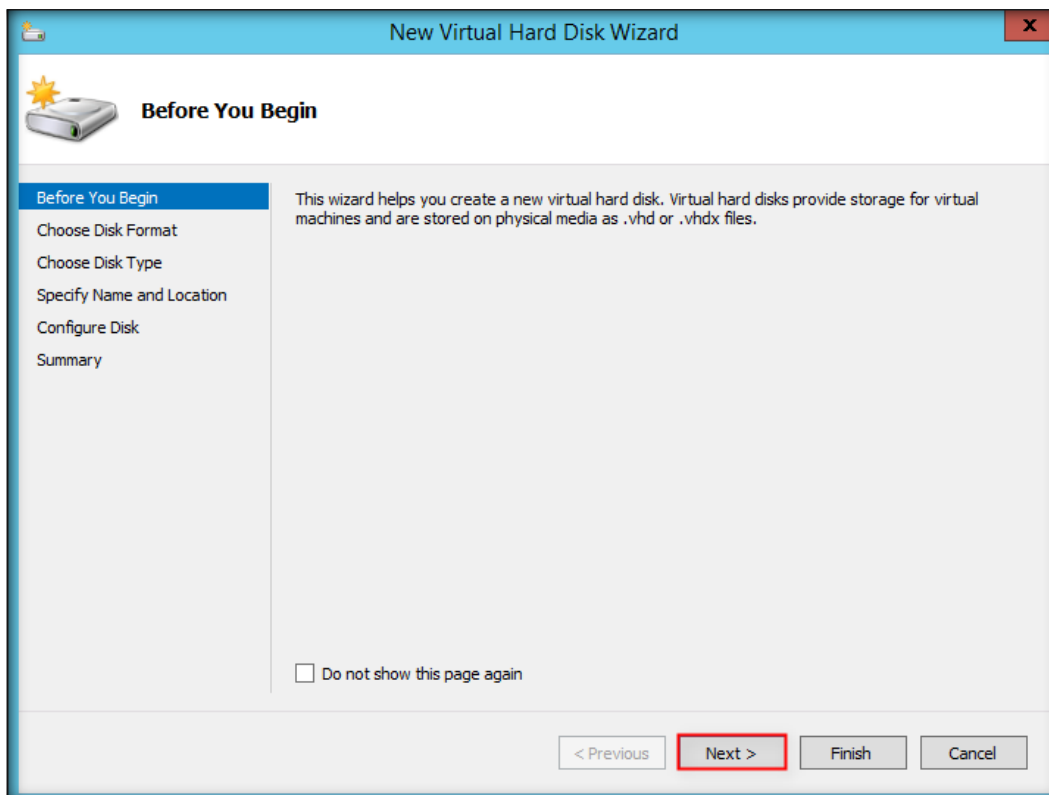 New Virtual Hard Disk Wizard
x
Before You Begin
Before You Begin
Choose Disk Format
Choose Disk Type
Specify Name and Location
Configure Disk
Summary
This wizard helps you create a new virtual hard disk. Virtual hard disks provide storage for virtual
machines and are stored on physical media as .vhd or .vhdx files.
Do not show this page again
< Previous
Next >
Finish
Cancel